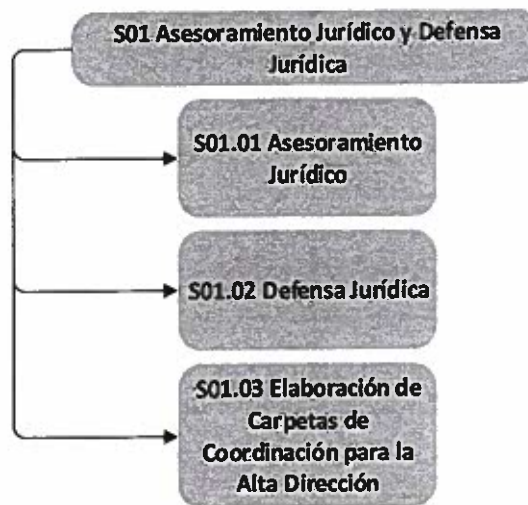 S01 Asesoramiento Jurídico y Defensa
Jurídica
S01.01 Asesoramiento
Jurídico
S01.02 Defensa Jurídica
S01.03 Elaboración de
Carpetas de
Coordinación para la
Alta Dirección